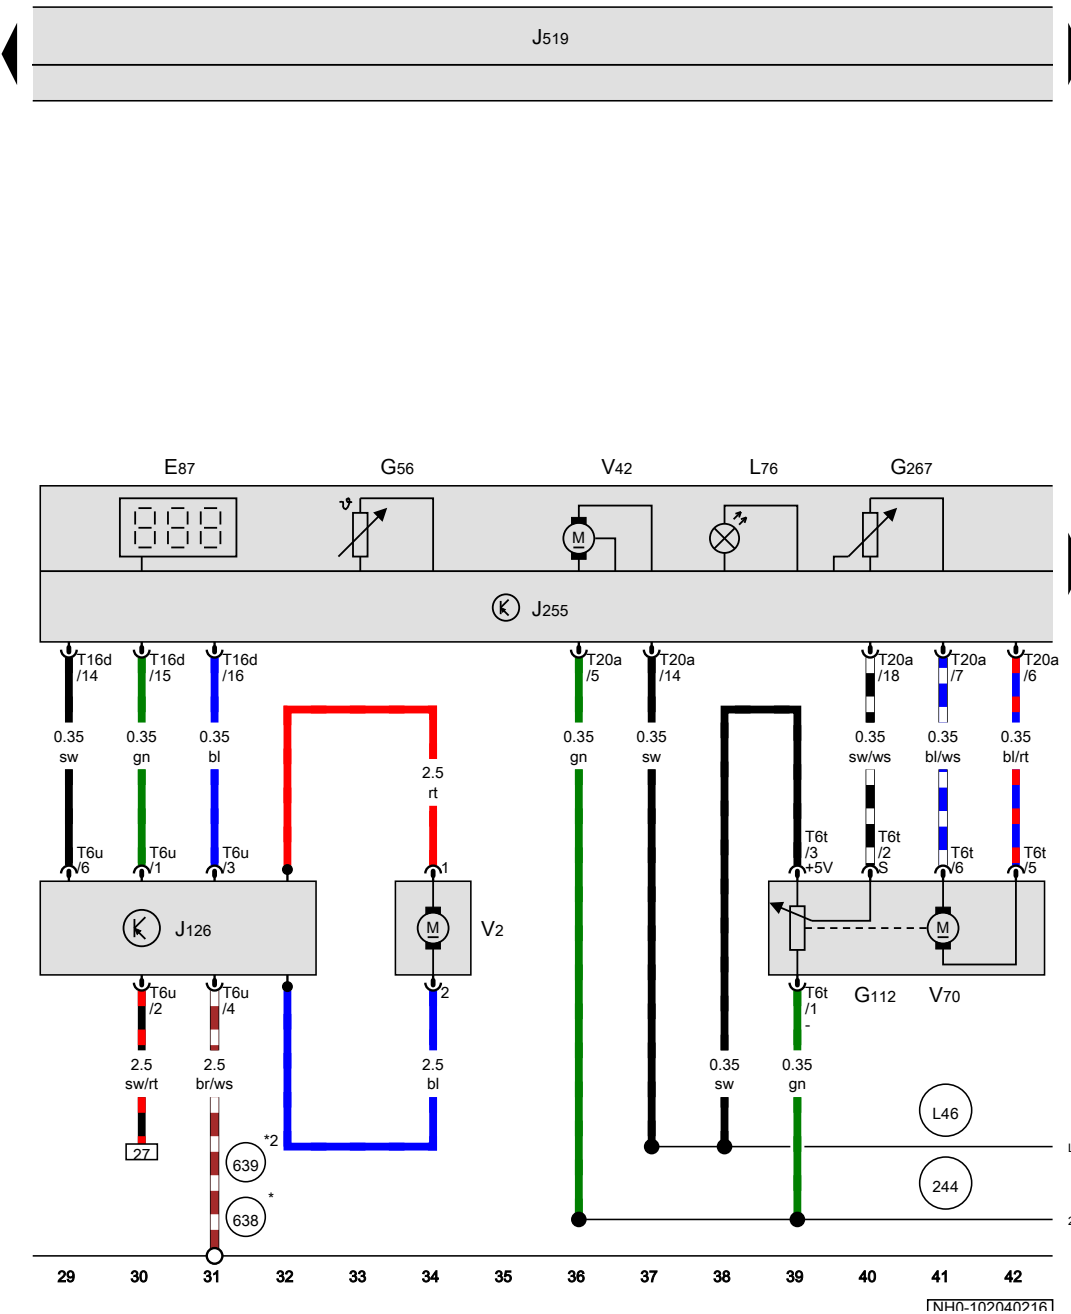 J519
E87 G56 V42 L76 G267
M
J255
T16d T16d T16d T20a T20a T20a T20a T20a
/14 /15 /16 /5 /14 /18 /7 /6
0.35 0.35 0.35 0.35 0.35 0.35 0.35 0.35
sw gn bl gn sw sw/ws bl/ws bl/rt
2.5
rt
T6t T6t
/3 /2
+5V S
T6u T6u T6u T6t T6t
/6 /1 /3 1 /6 /5
J126 M V2 M
T6u T6u 2 T6t G112 V70
/2 /4 /1
-
2.5 2.5 2.5 0.35 0.35
sw/rt br/ws bl sw gn
L46
*2
27 639
244
*
638
29 30 31 32 33 34 35 36 37 38 39 40 41 42
NH0-102040216